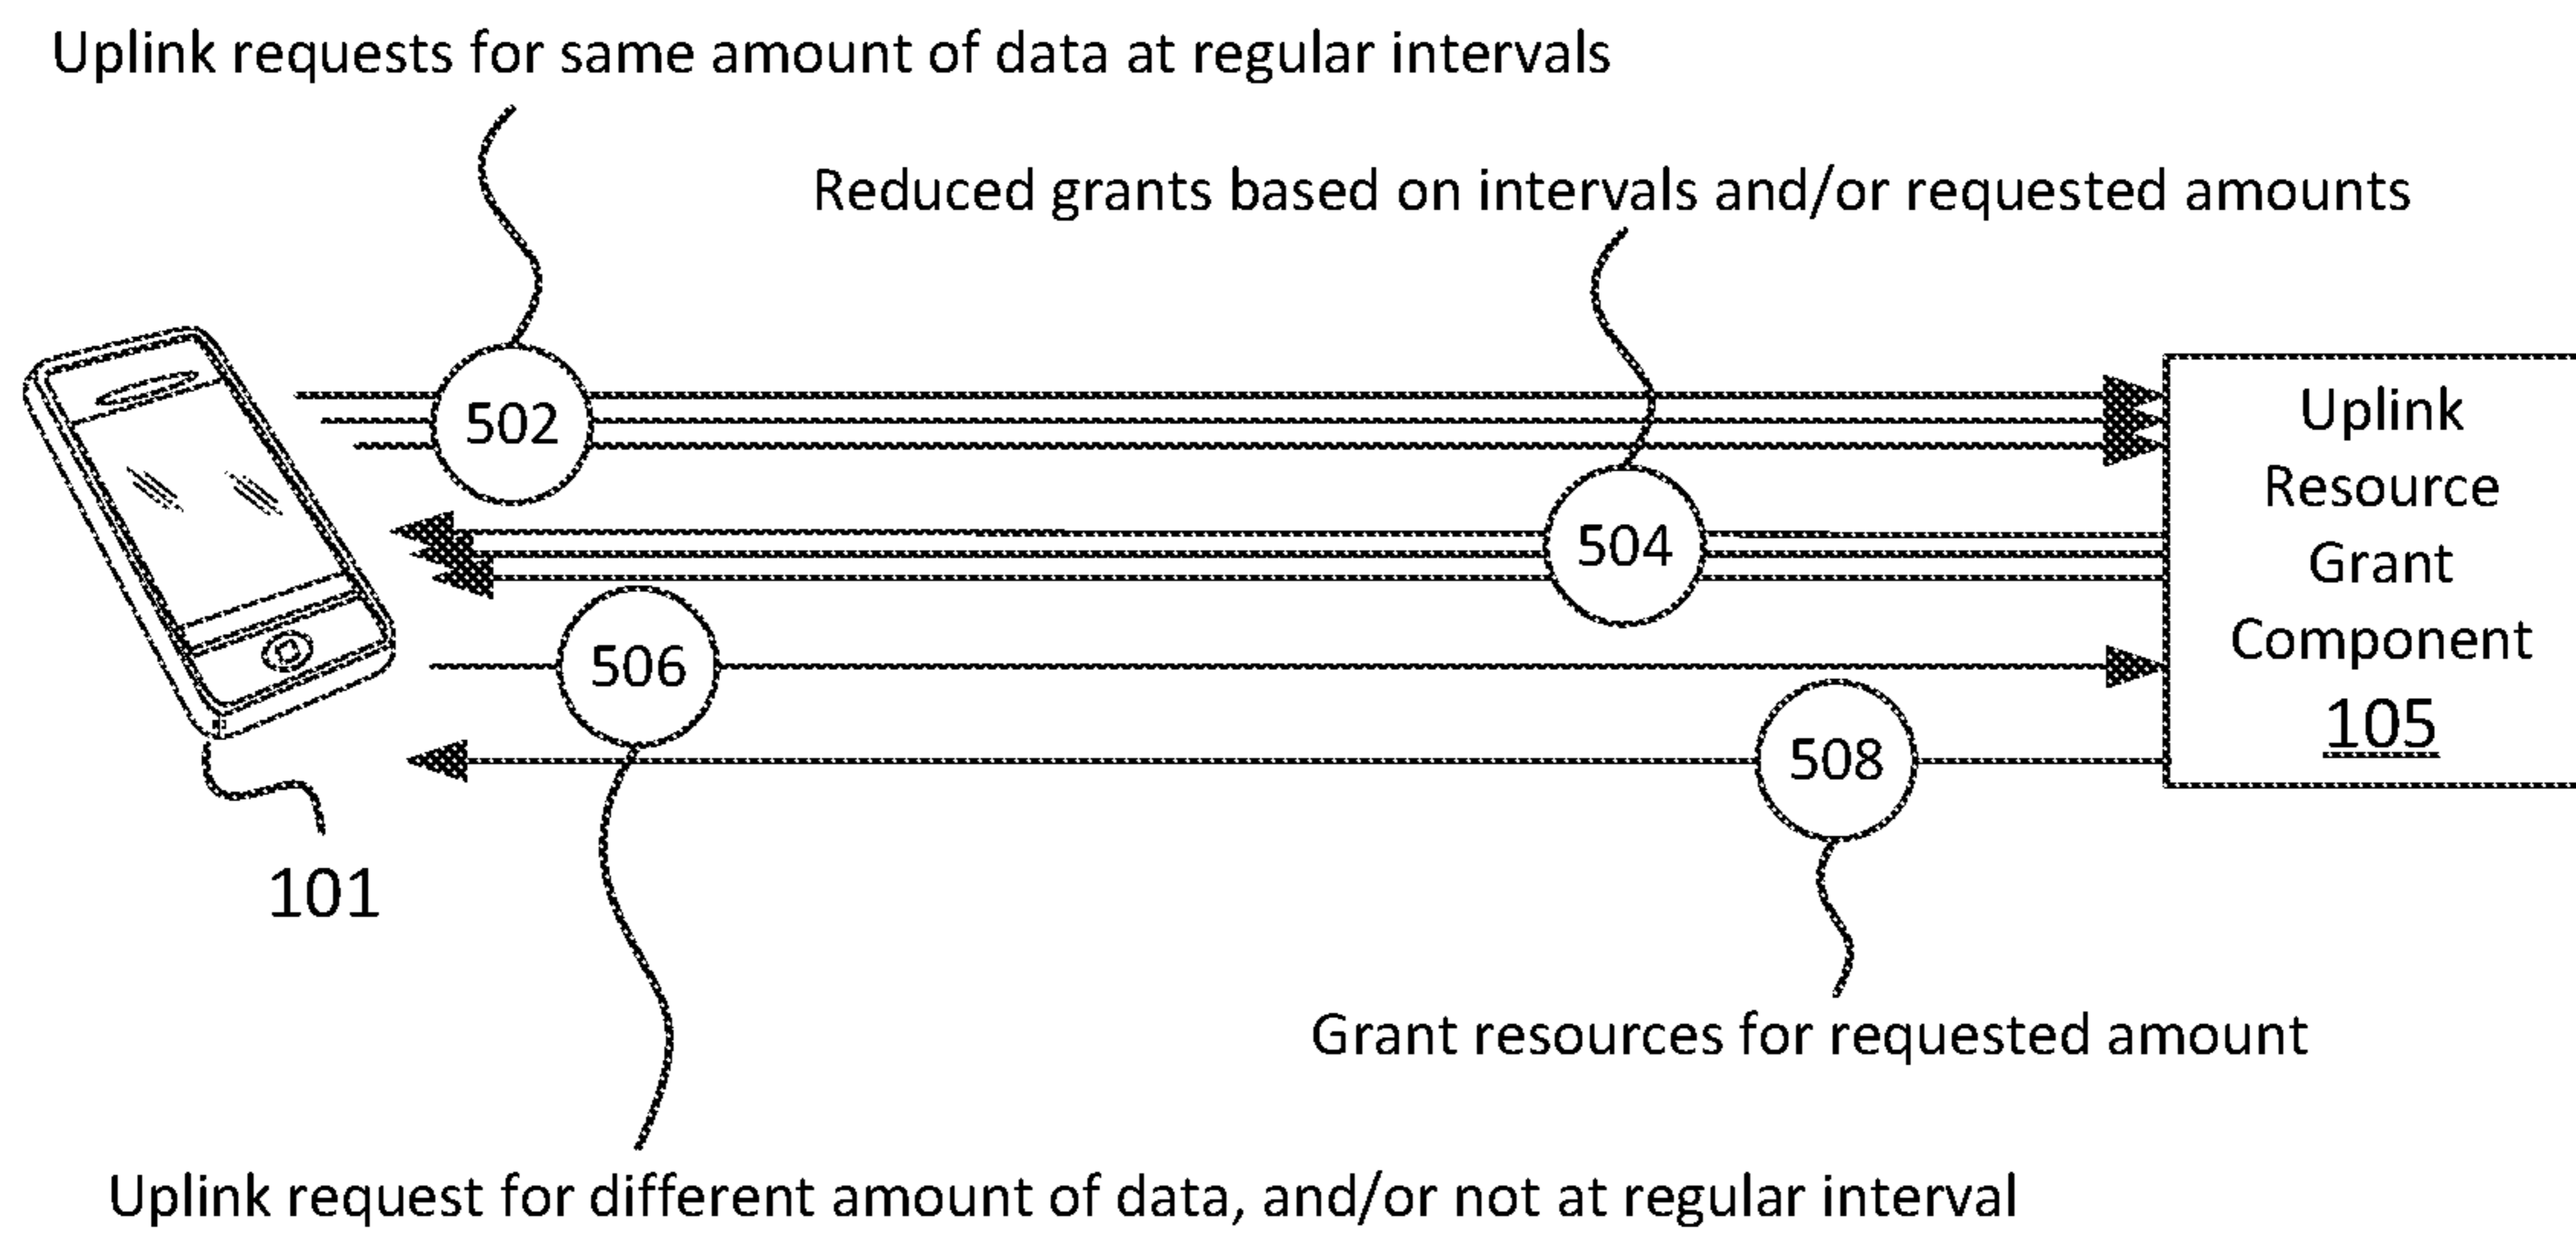 Uplink requests for same amount of data at regular intervals
Reduced grants based on intervals and/or requested amounts
502
504
506
508
Uplink
Resource
Grant
Component
105
101
Grant resources for requested amount
Uplink request for different amount of data, and/or not at regular interval